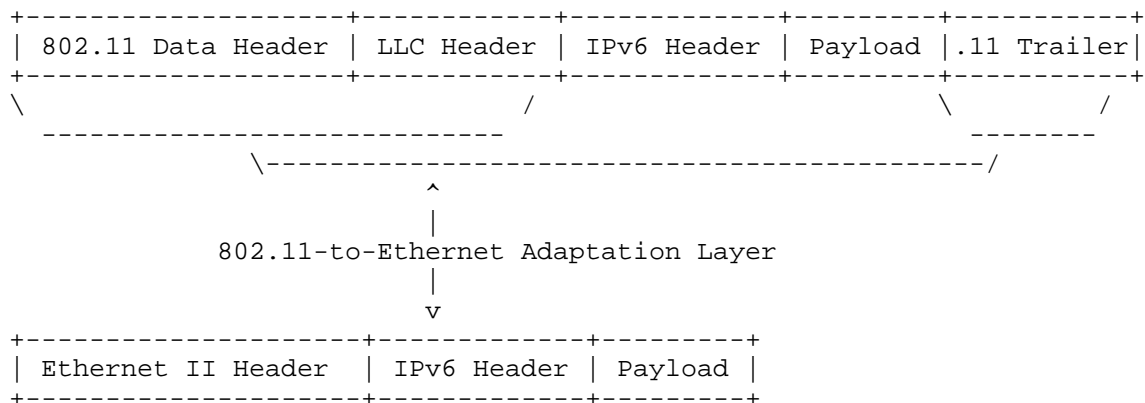 +--------------------+------------+-------------+---------+-----------+
| 802.11 Data Header | LLC Header | IPv6 Header | Payload |.11 Trailer|
+--------------------+------------+-------------+---------+-----------+
\                               /                         \         /
  -----------------------------                             --------
               \---------------------------------------------/
                          ^
                          |
             802.11-to-Ethernet Adaptation Layer
                          |
                          v
+---------------------+-------------+---------+
| Ethernet II Header  | IPv6 Header | Payload |
+---------------------+-------------+---------+